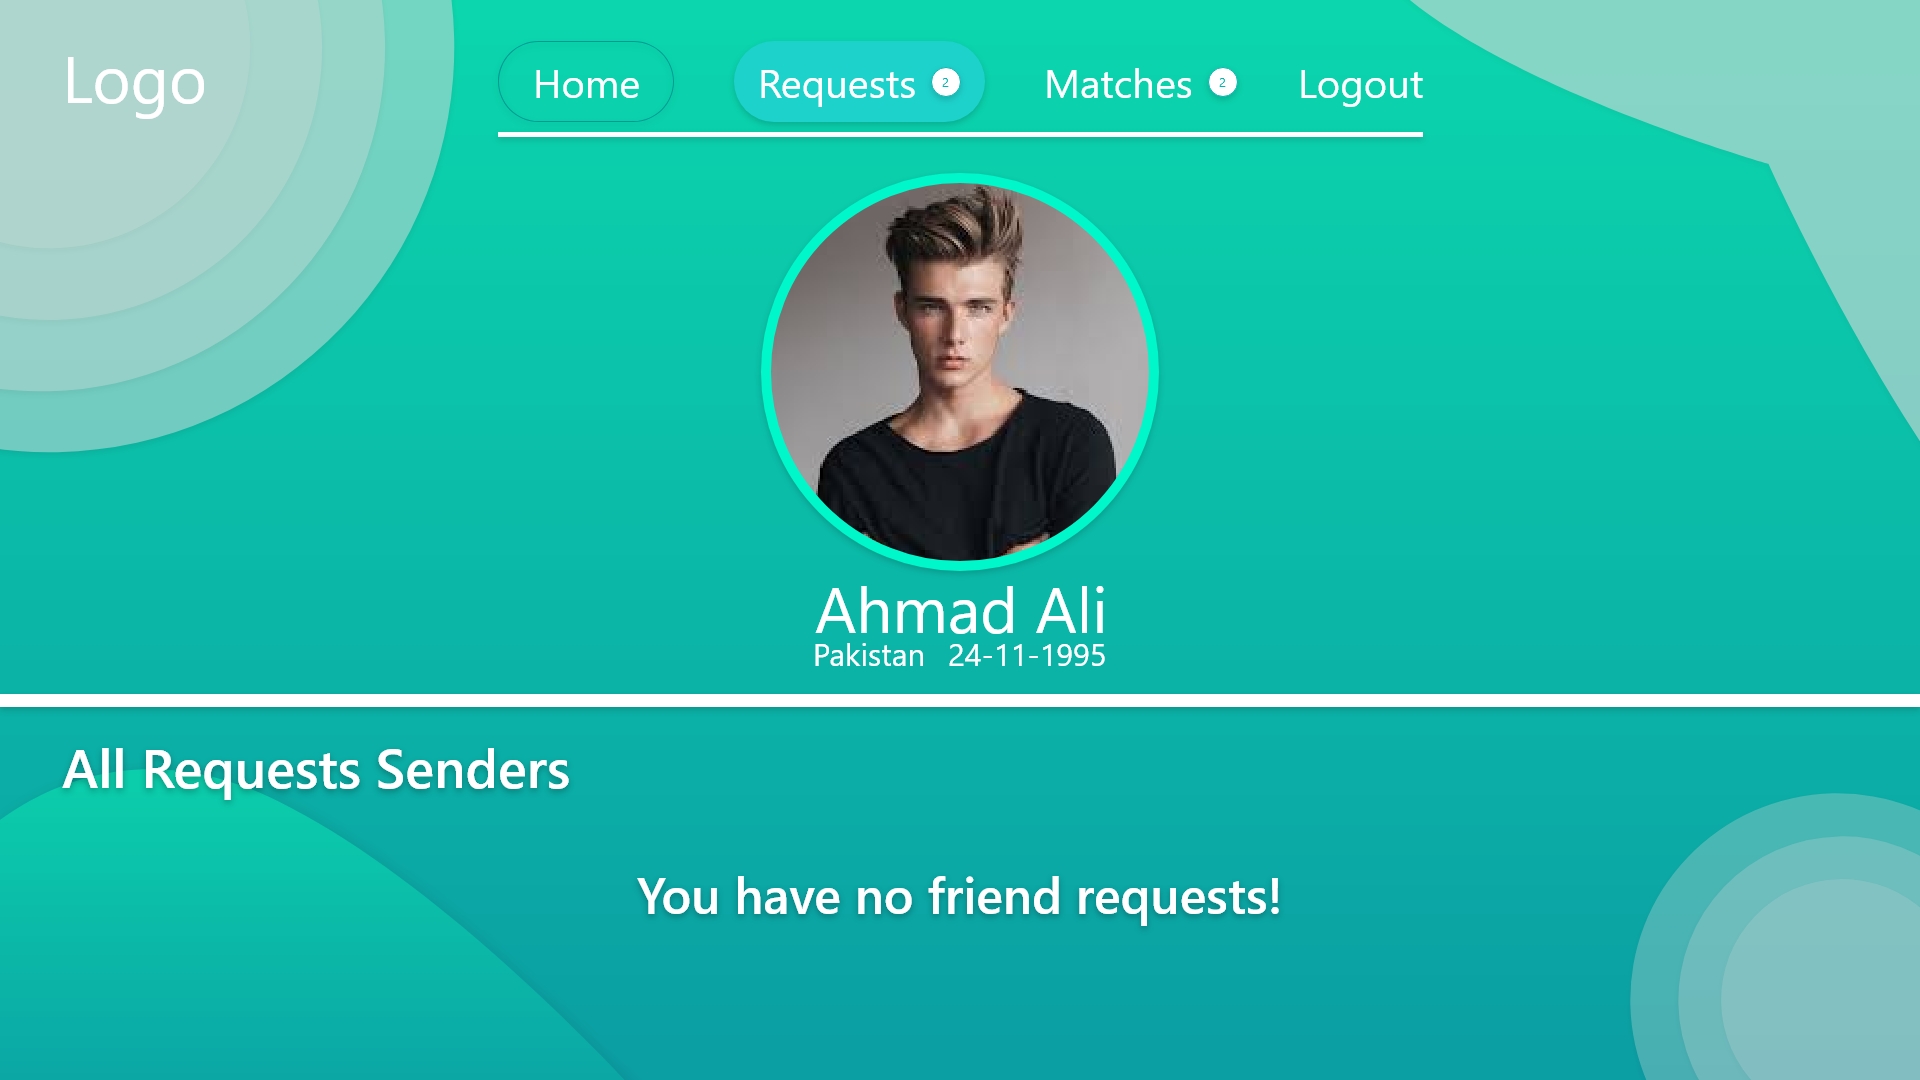 Logo
Home Requests 2 Matches 2 Logout
Ahmad Ali
Pakistan 24-11-1995
All Requests Senders
You have no friend requests!